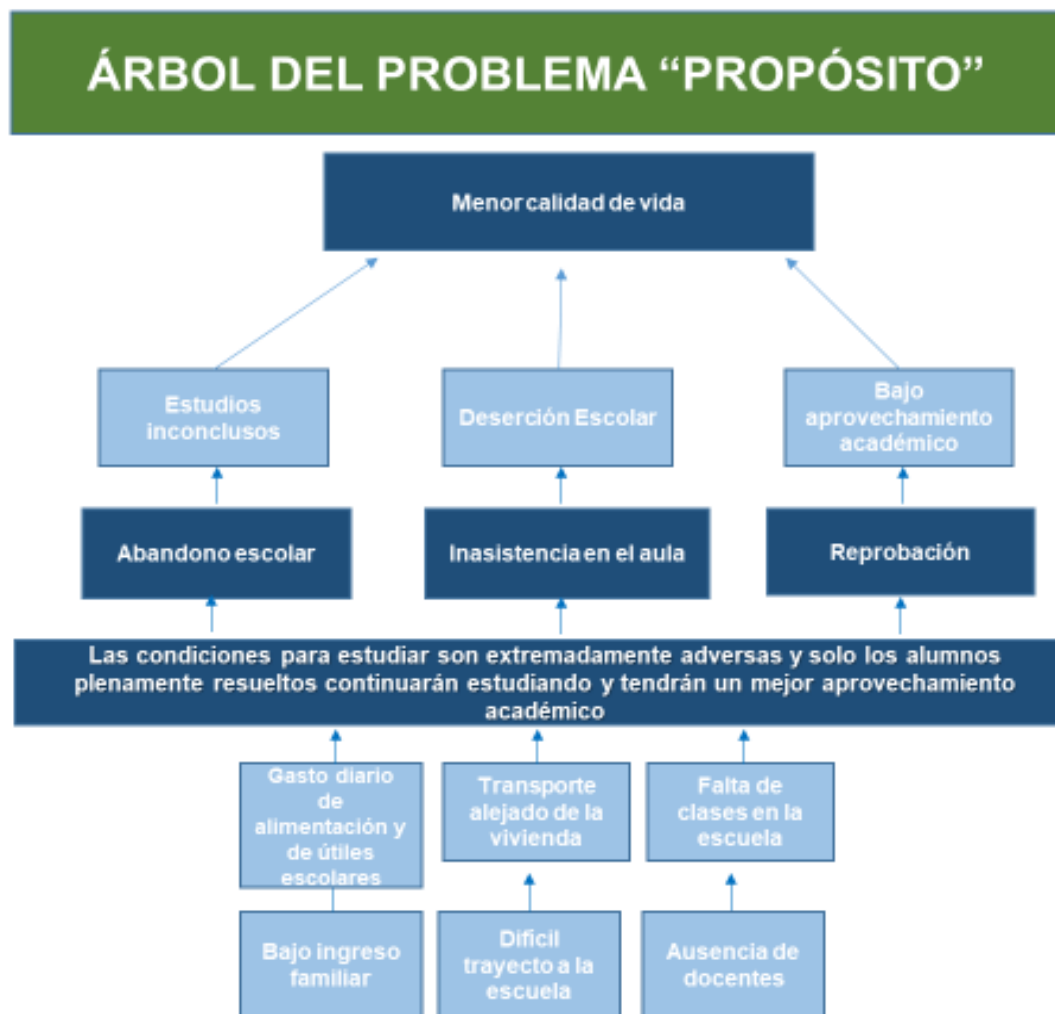 ÁRBOL DEL PROBLEMA “PROPÓSITO”
Menor calidad de vida
Estudios
inconclusos
Deserción Escolar
Bajo
aprovechamiento
académico
Abandono escolar
Inasistencia en el aula
Reprobación
Las condiciones para estudiar son extremadamente adversas y solo los alumnos
plenamente resueltos continuarán estudiando y tendrán un mejor aprovechamiento
académico
Gasto diario
de
alimentación y
de útiles
escolares
Transporte
alejado de la
vivienda
Falta de
clases en la
escuela
Bajo ingreso
familiar
Dificil
trayecto a la
escuela
Ausencia de
docentes